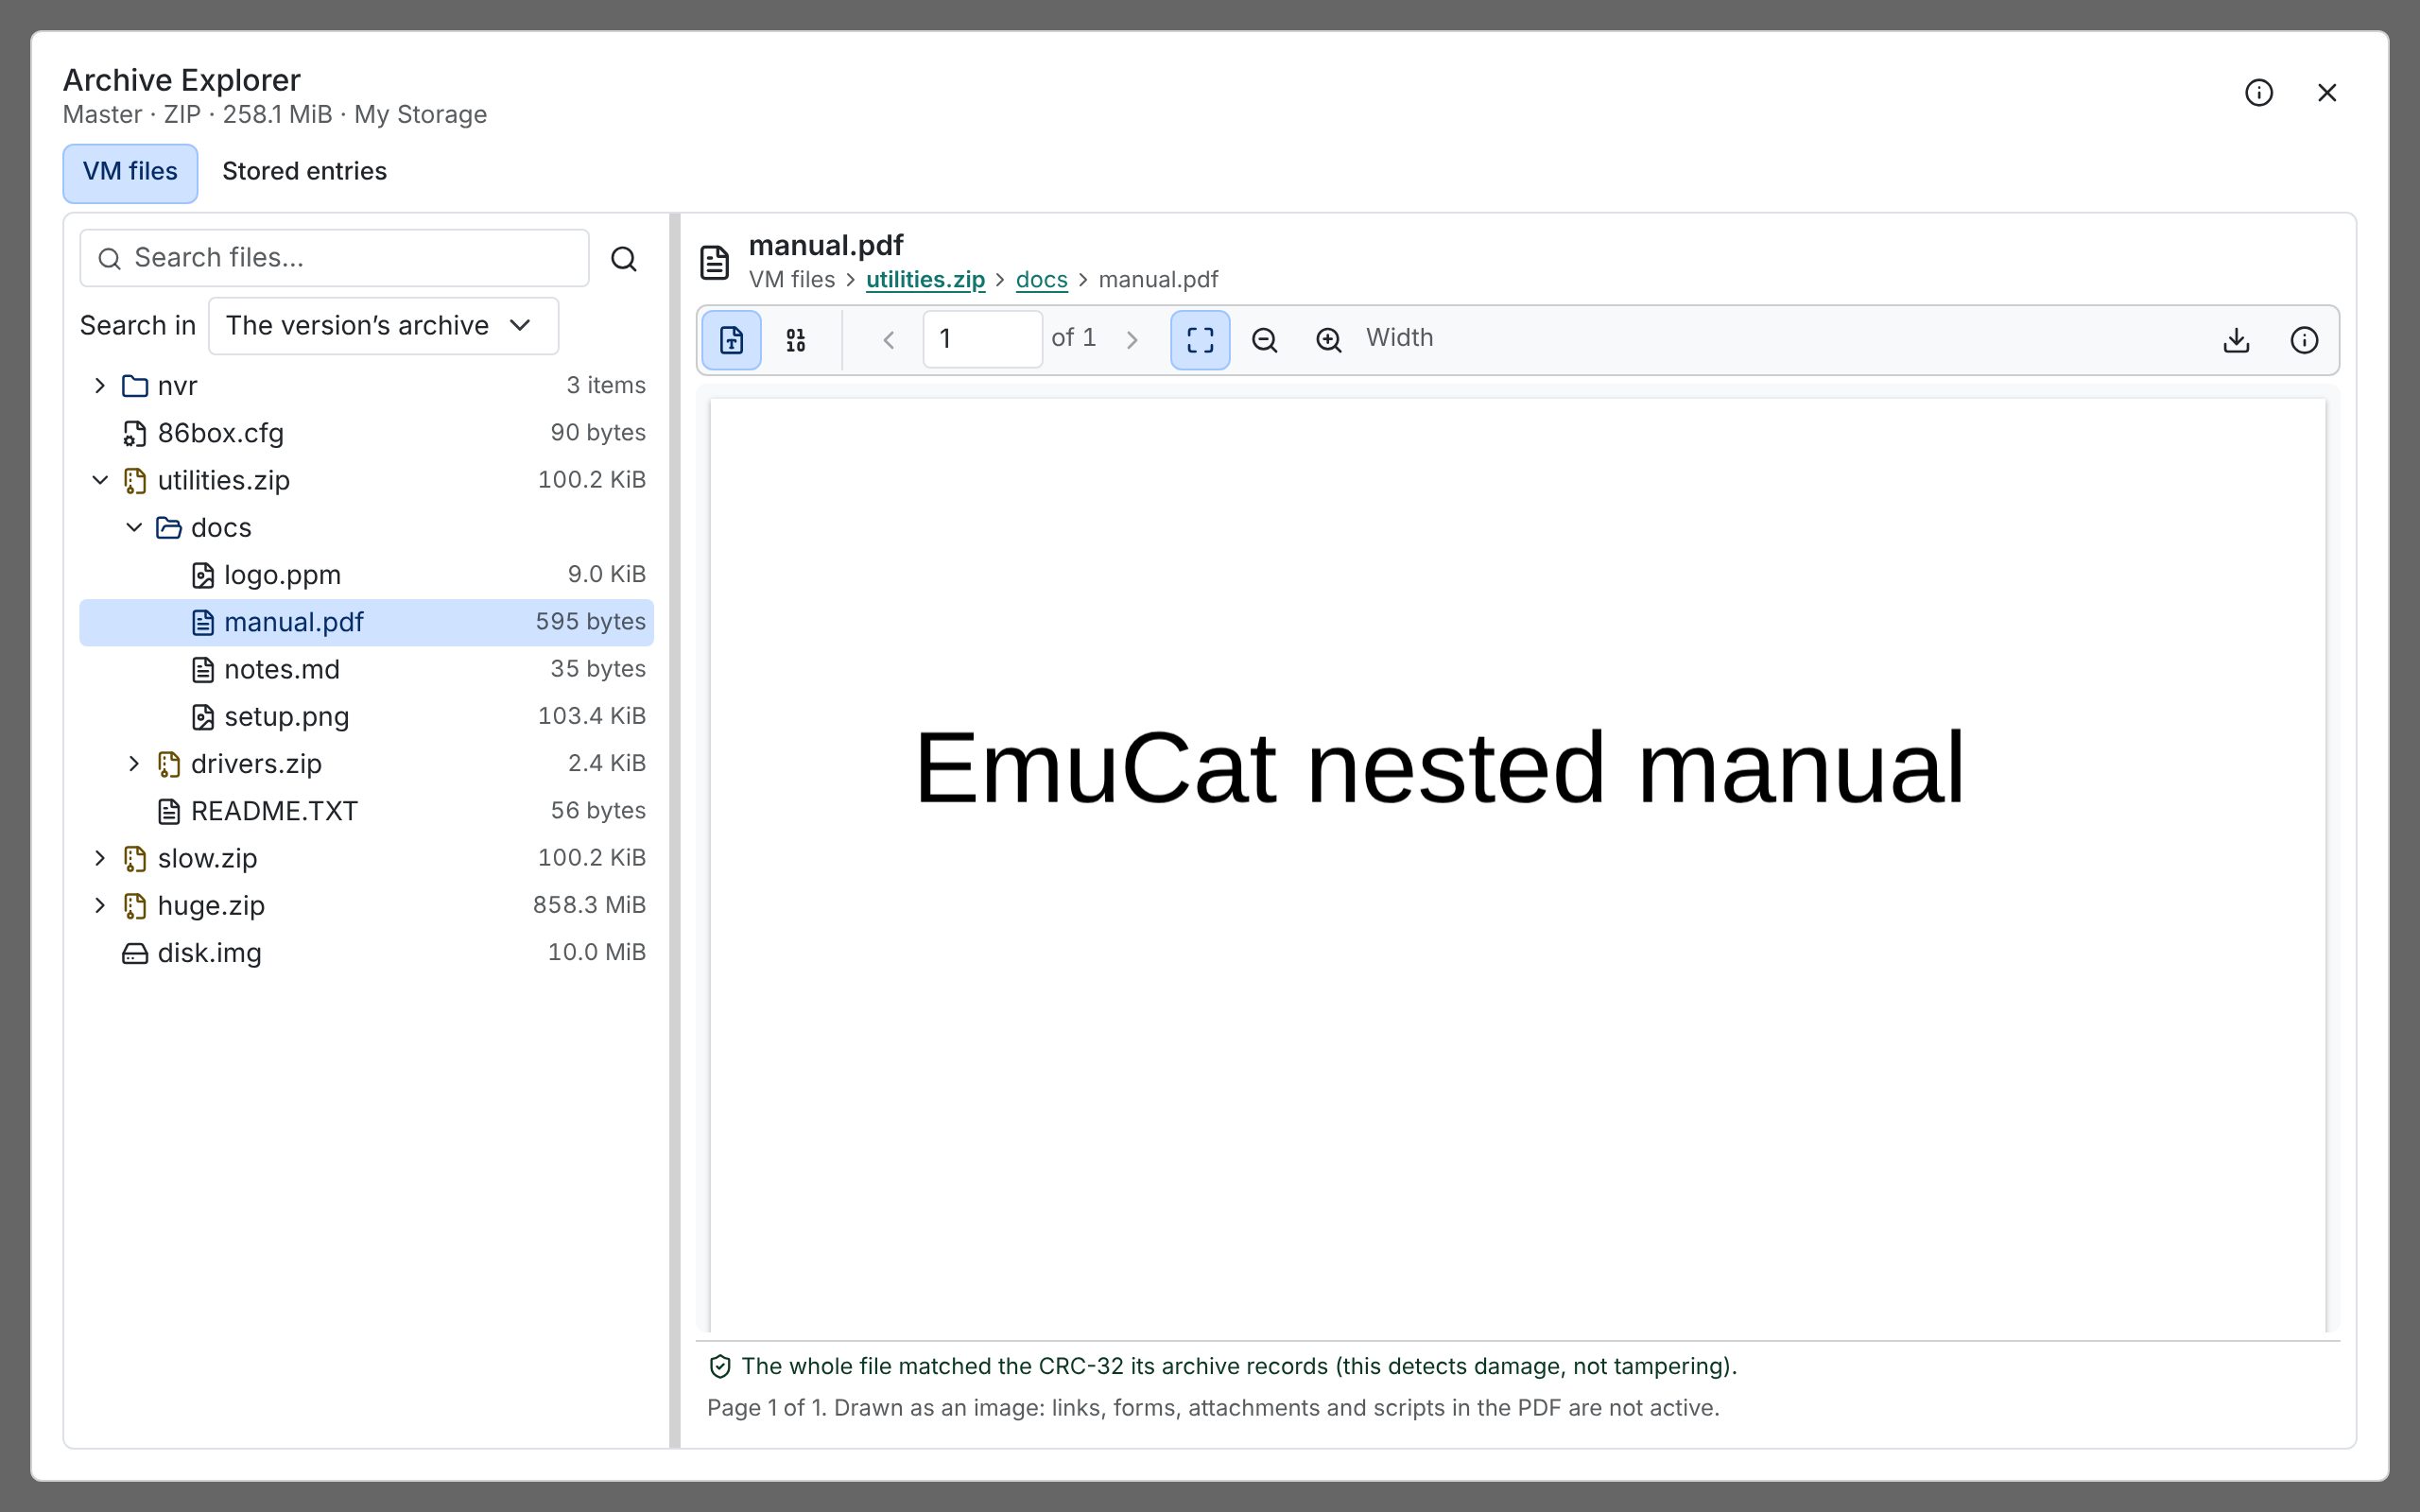 Archive Explorer
Master · ZIP · 258.1 MiB · My Storage
VM files
Stored entries
Search files...
Search in
The version’s archive
nvr 3 items
86box.cfg 90 bytes
utilities.zip 100.2 KiB
docs
logo.ppm 9.0 KiB
manual.pdf 595 bytes
notes.md 35 bytes
setup.png 103.4 KiB
drivers.zip 2.4 KiB
README.TXT 56 bytes
slow.zip 100.2 KiB
huge.zip 858.3 MiB
disk.img 10.0 MiB
manual.pdf
VM files > utilities.zip > docs > manual.pdf
1 of 1 Width
EmuCat nested manual
The whole file matched the CRC-32 its archive records (this detects damage, not tampering).
Page 1 of 1. Drawn as an image: links, forms, attachments and scripts in the PDF are not active.